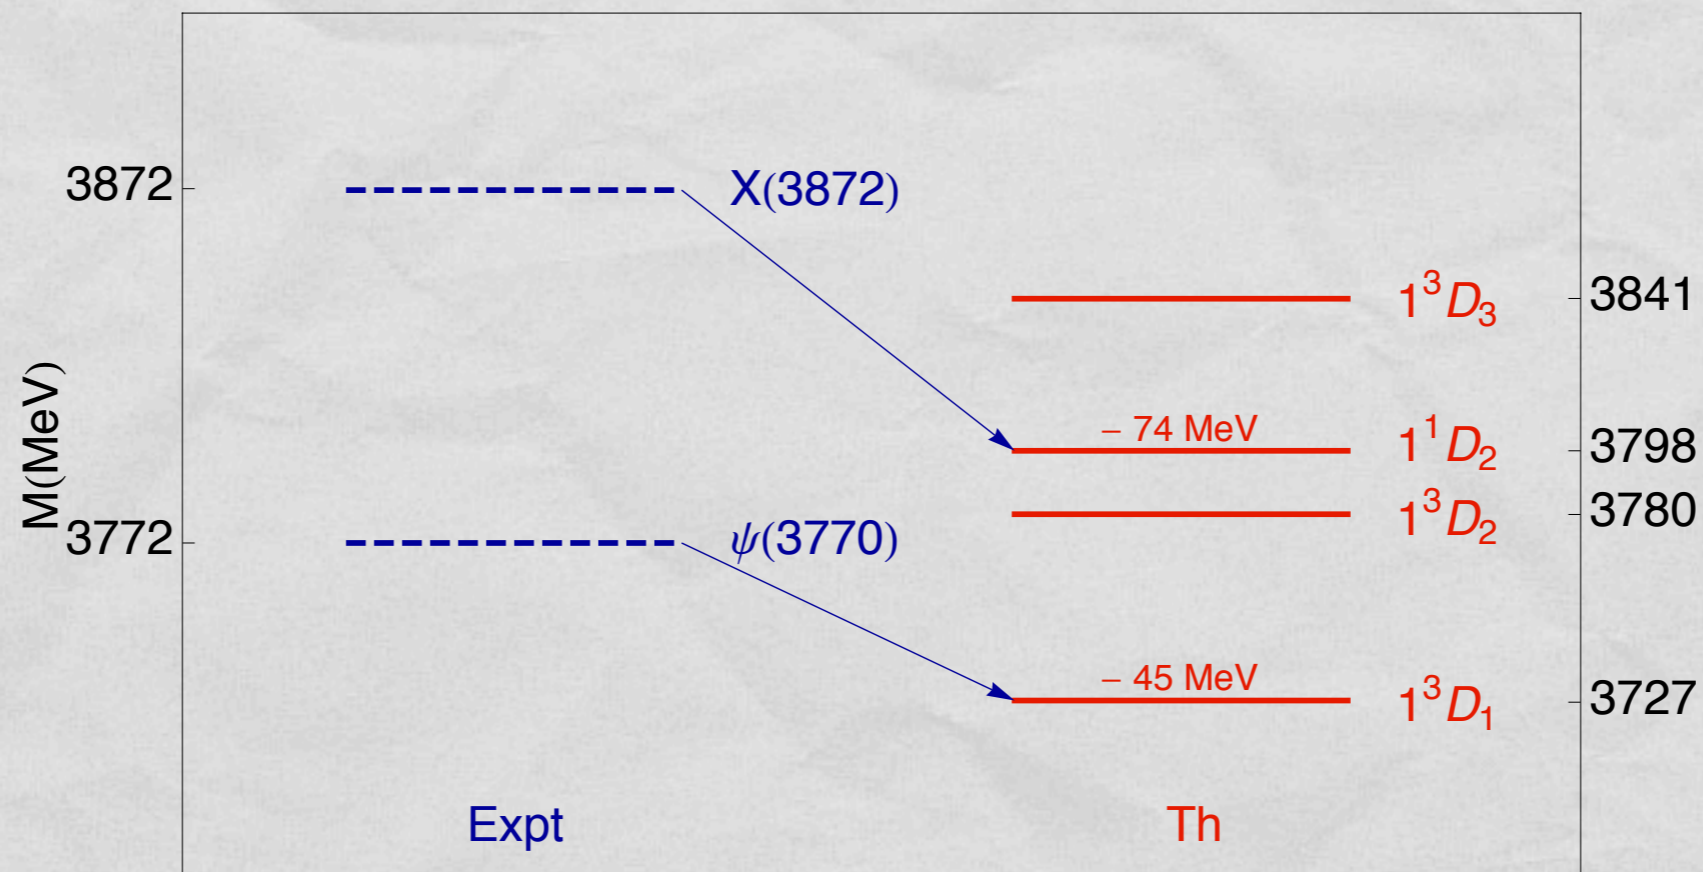 3872
X(3872)
1³D₃
3841
− 74 MeV
1¹D₂
3798
M(MeV)
1³D₂
3780
3772
ψ(3770)
− 45 MeV
1³D₁
3727
Expt
Th